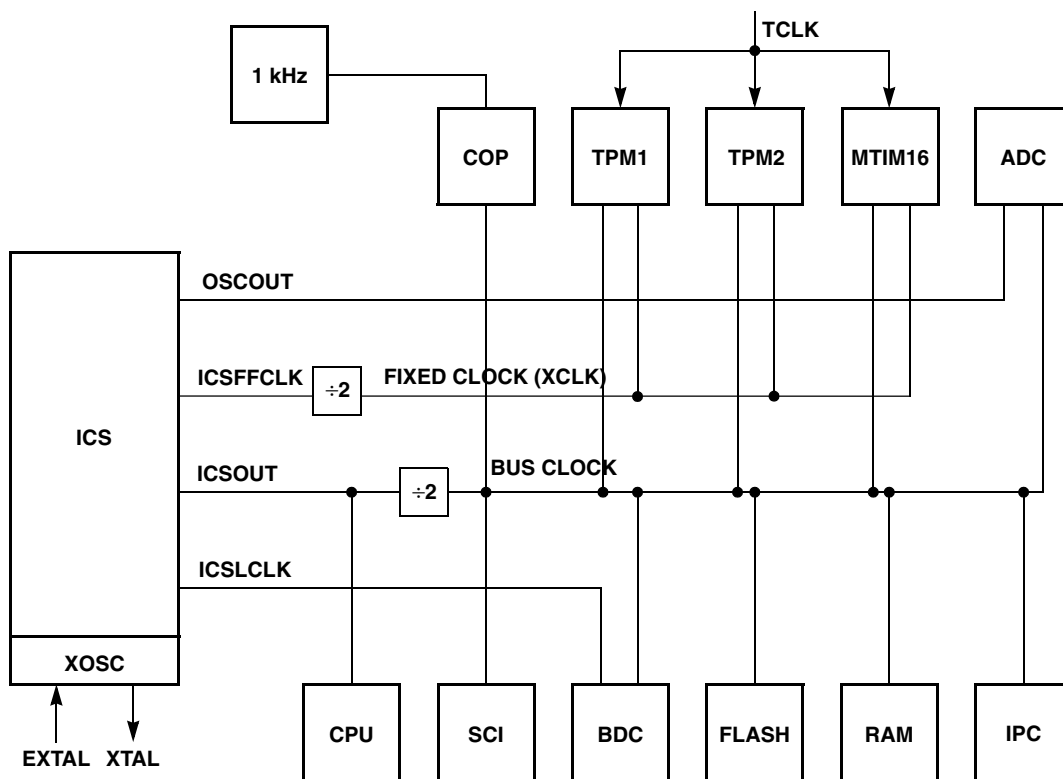 TCLK
1 kHz
COP
TPM1
TPM2
MTIM16
ADC
OSCOUT
ICSFFCLK
÷2
FIXED CLOCK (XCLK)
ICS
ICSOUT
÷2
BUS CLOCK
ICSLCLK
XOSC
CPU
SCI
BDC
FLASH
RAM
IPC
EXTAL
XTAL